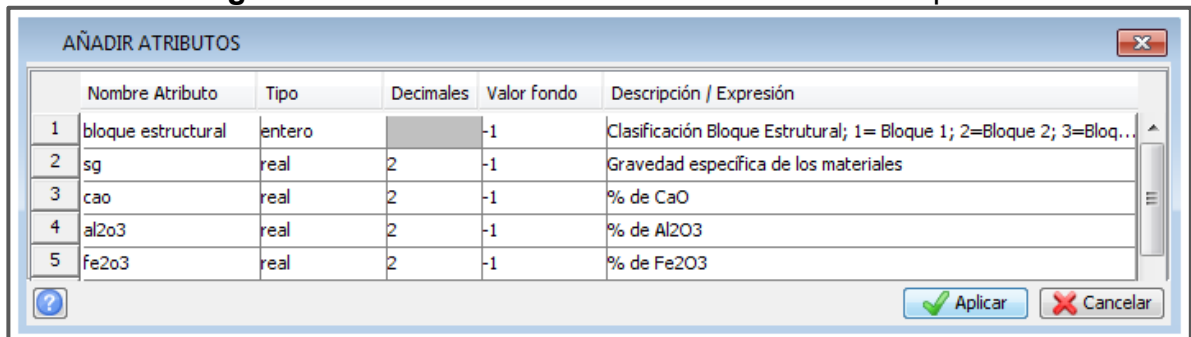 AÑADIR ATRIBUTOS
Nombre Atributo Tipo Decimales Valor fondo Descripción / Expresión
1 bloque estructural entero -1 Clasificación Bloque Estrutural; 1= Bloque 1; 2=Bloque 2; 3=Bloq...
2 sg real 2 -1 Gravedad específica de los materiales
3 cao real 2 -1 % de CaO
4 al2o3 real 2 -1 % de Al2O3
5 fe2o3 real 2 -1 % de Fe2O3
? Aplicar Cancelar